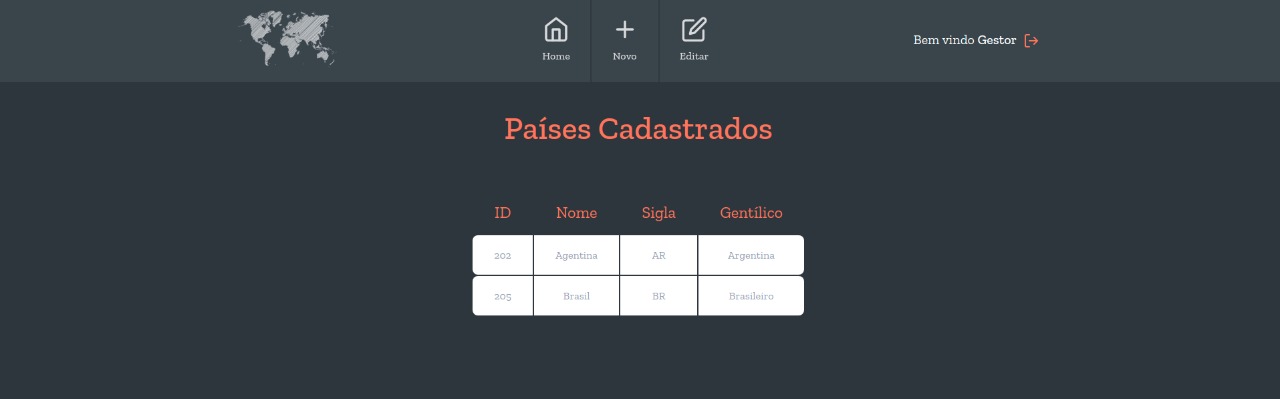 Home Novo Editar
Bem vindo Gestor
Países Cadastrados
ID Nome Sigla Gentílico
202 Agentina AR Argentina
205 Brasil BR Brasileiro